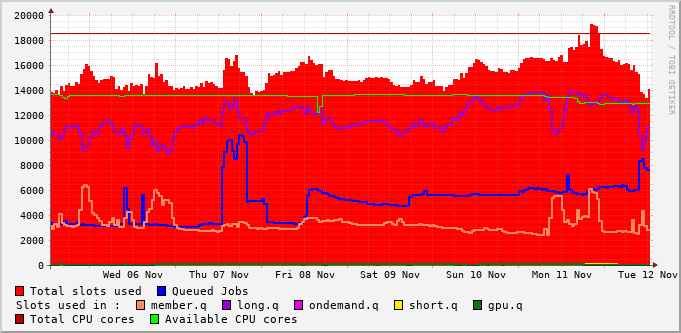 20000
18000
16000
14000
12000
10000
8000
6000
4000
2000
0
Wed 06 Nov Thu 07 Nov Fri 08 Nov Sat 09 Nov Sun 10 Nov Mon 11 Nov Tue 12 Nov
Total slots used Queued Jobs
Slots used in : member.q long.q ondemand.q short.q gpu.q
Total CPU cores Available CPU cores
RRDTOOL / TOBI OETIKER